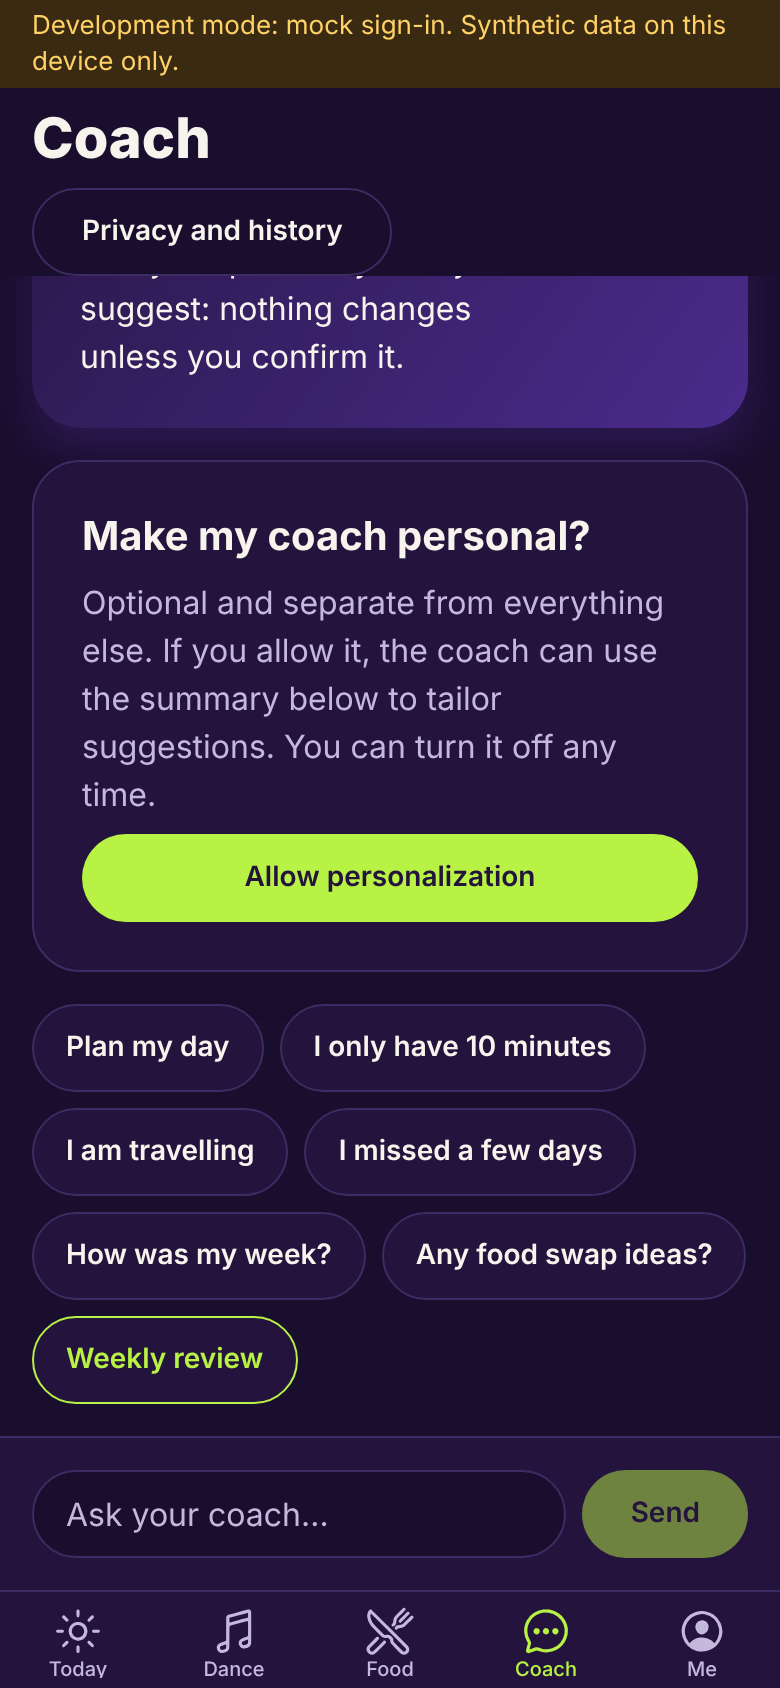 Development mode: mock sign-in. Synthetic data on this
device only.
Coach
Privacy and history
suggest: nothing changes
unless you confirm it.
Make my coach personal?
Optional and separate from everything
else. If you allow it, the coach can use
the summary below to tailor
suggestions. You can turn it off any
time.
Allow personalization
Plan my day
I only have 10 minutes
I am travelling
I missed a few days
How was my week?
Any food swap ideas?
Weekly review
Ask your coach...
Send
Today
Dance
Food
Coach
Me